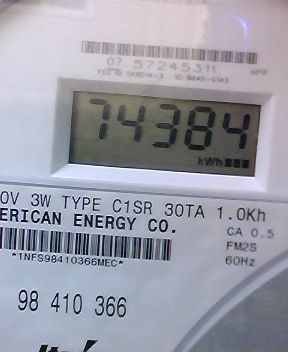 07 57245311
74384
kWh
0V 3W TYPE C1SR 30TA 1.0Kh
ERICAN ENERGY CO.
CA 0.5
FM2S
60Hz
*1NFS98410366MEC*
98 410 366